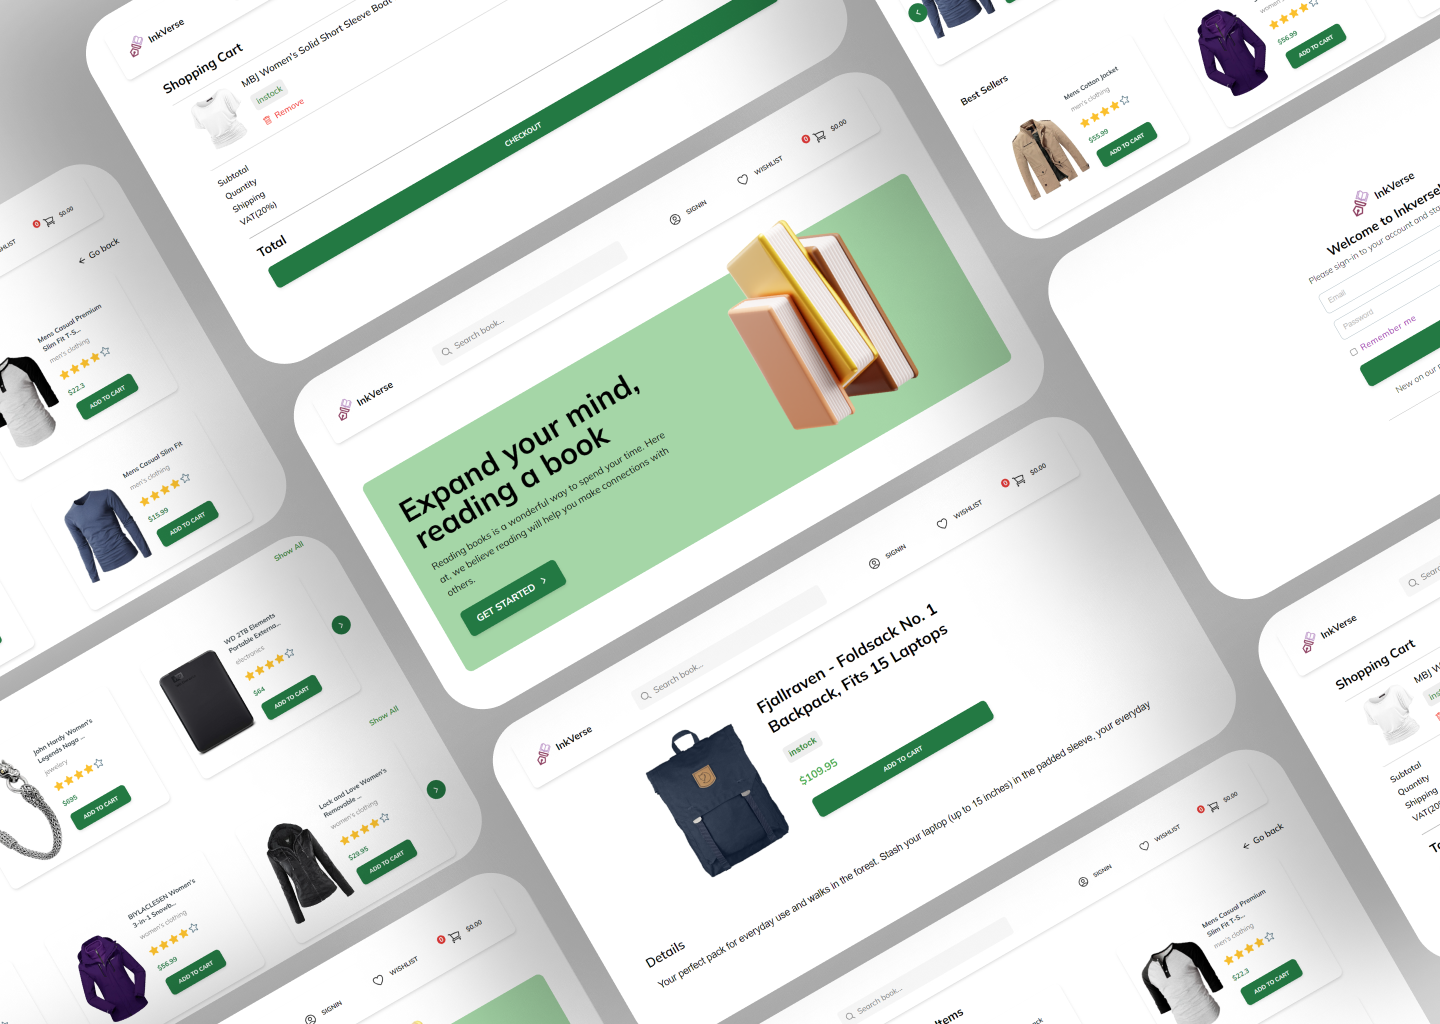 InkVerse
Shopping Cart
MBJ Women's Solid Short Sleeve Boat
instock
Remove
Subtotal
Quantity
Shipping
VAT(20%)
Total
CHECKOUT
0
$0.00
Go back
Mens Casual Premium
Slim Fit T-S...
men's clothing
$22.3
ADD TO CART
Mens Casual Slim Fit
men's clothing
$15.99
ADD TO CART
Show All
WD 2TB Elements
Portable Externa...
electronics
$64
ADD TO CART
John Hardy Women's
Legends Naga ...
jewelery
$695
ADD TO CART
Show All
Lock and Love Women's
Removable ...
women's clothing
$29.95
ADD TO CART
BIYLACLESEN Women's
3-in-1 Snowb...
women's clothing
$56.99
ADD TO CART
InkVerse
Search book...
SIGNIN
WISHLIST
0
$0.00
Expand your mind,
reading a book
Reading books is a wonderful way to spend your time. Here
at, we believe reading will help you make connections with
others.
GET STARTED
SIGNIN
WISHLIST
0
$0.00
InkVerse
Search book...
SIGNIN
WISHLIST
0
$0.00
Fjallraven - Foldsack No. 1
Backpack, Fits 15 Laptops
instock
$109.95
ADD TO CART
Details
Your perfect pack for everyday use and walks in the forest. Stash your laptop (up to 15 inches) in the padded sleeve, your everyday
Search book...
SIGNIN
WISHLIST
0
$0.00
Go back
Mens Casual Premium
Slim Fit T-S...
men's clothing
$22.3
ADD TO CART
$56.99
ADD TO CART
Best Sellers
Mens Cotton Jacket
men's clothing
$55.99
ADD TO CART
InkVerse
Welcome to Inkverse!
Please sign-in to your account and
Email
Password
Remember me
New on our
InkVerse
Shopping Cart
Subtotal
Quantity
Shipping